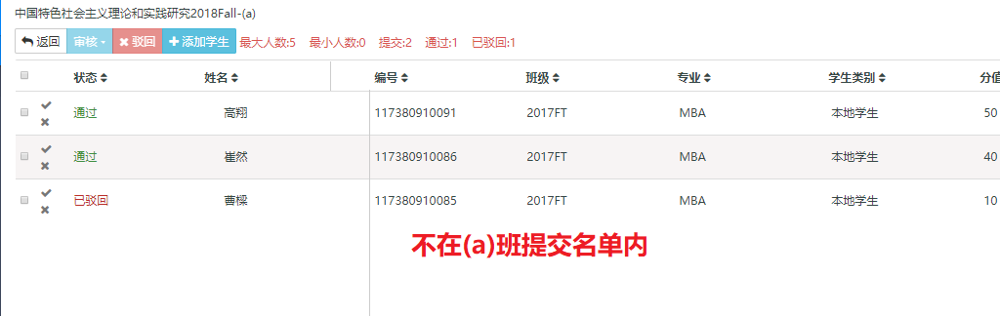 中国特色社会主义理论和实践研究2018Fall-(a)
返回 审核 驳回 添加学生 最大人数:5 最小人数:0 提交:2 通过:1 已驳回:1
状态 姓名 编号 班级 专业 学生类别 分值
通过 高翔 117380910091 2017FT MBA 本地学生 50
通过 崔然 117380910086 2017FT MBA 本地学生 40
已驳回 曹樑 117380910085 2017FT MBA 本地学生 10
不在(a)班提交名单内